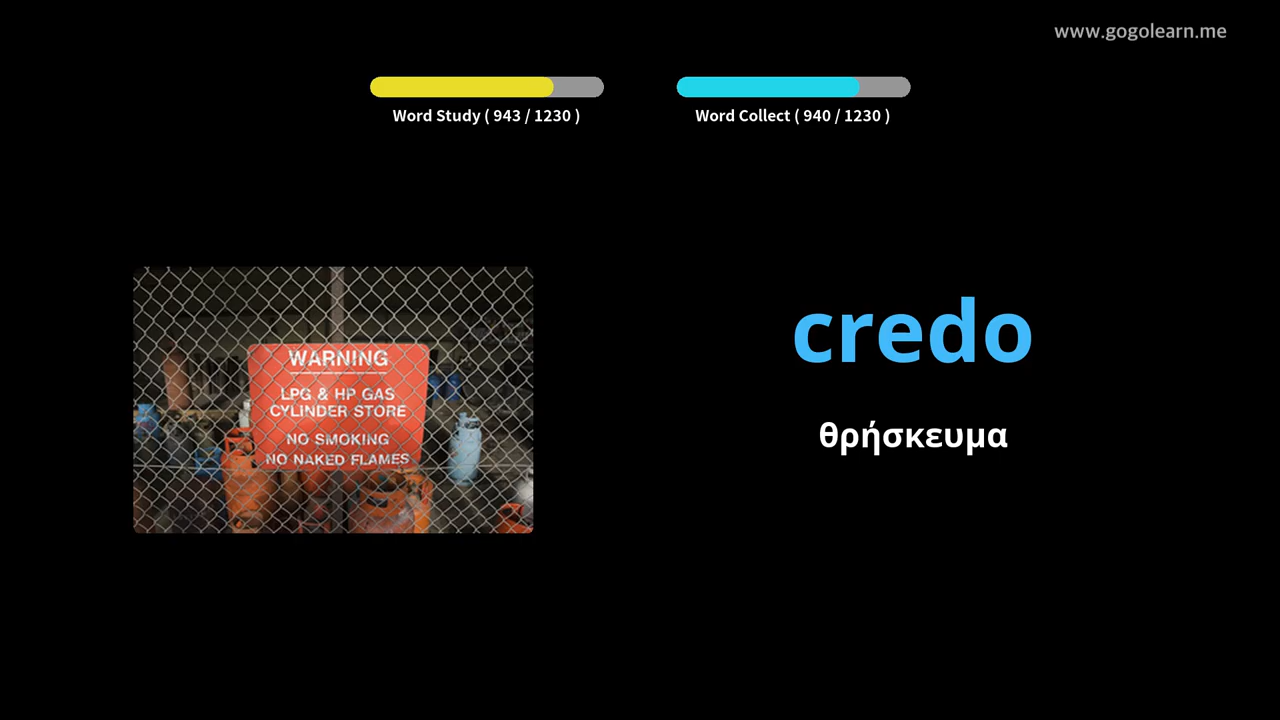 www.gogolearn.me
Word Study ( 943 / 1230 )
Word Collect ( 940 / 1230 )
WARNING
LPG & HP GAS
CYLINDER STORE
NO SMOKING
NO NAKED FLAMES
credo
θρήσκευμα